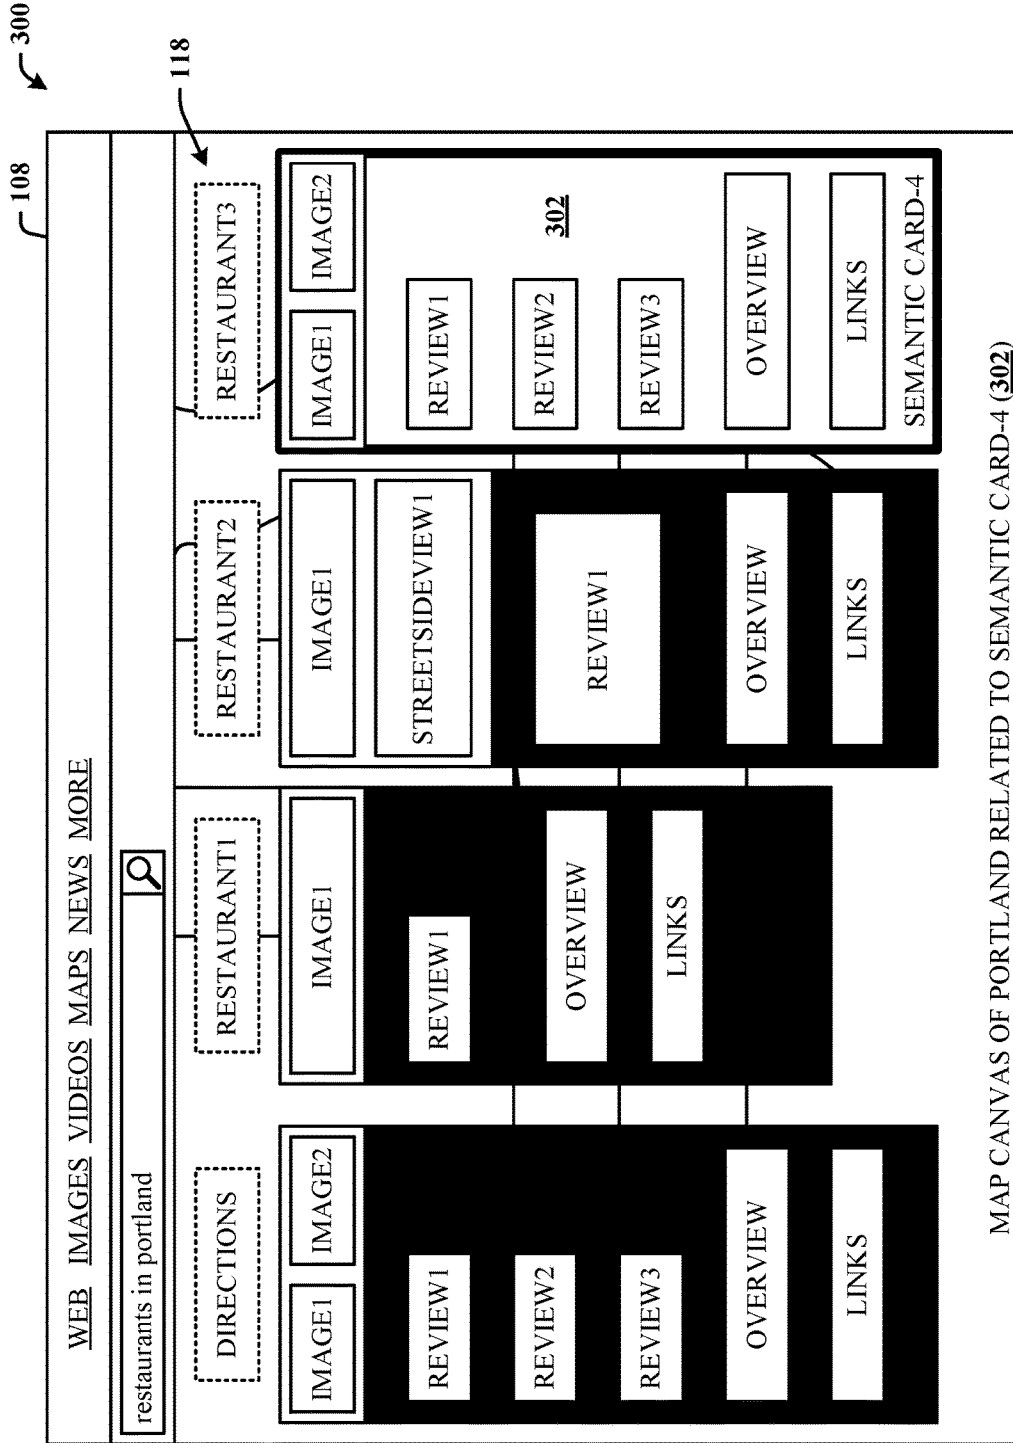 300
108
WEB IMAGES VIDEOS MAPS NEWS MORE
restaurants in portland
118
DIRECTIONS
IMAGE1 IMAGE2
REVIEW1
REVIEW2
REVIEW3
OVERVIEW
LINKS
RESTAURANT1
IMAGE1
REVIEW1
OVERVIEW
LINKS
RESTAURANT2
IMAGE1
STREETSIDEVIEW1
REVIEW1
OVERVIEW
LINKS
RESTAURANT3
IMAGE1 IMAGE2
302
REVIEW1
REVIEW2
REVIEW3
OVERVIEW
LINKS
SEMANTIC CARD-4
MAP CANVAS OF PORTLAND RELATED TO SEMANTIC CARD-4 (302)